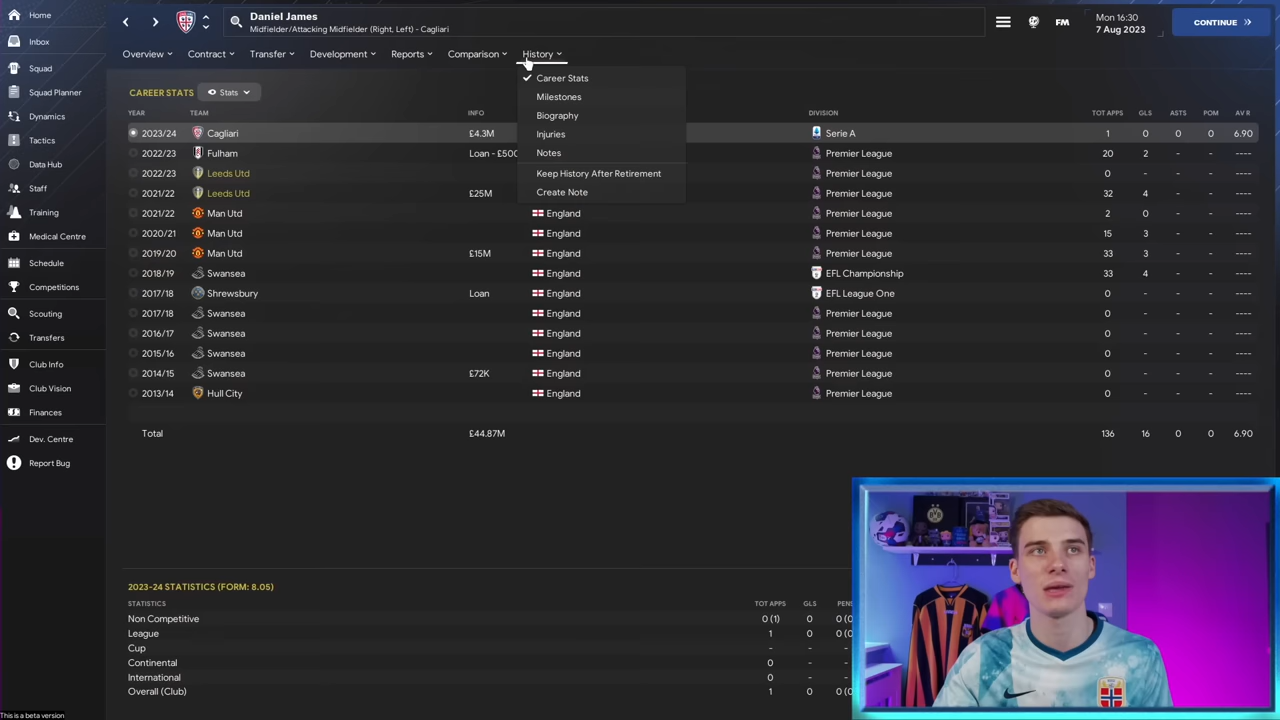 Home
Inbox
Squad
Squad Planner
Dynamics
Tactics
Data Hub
Staff
Training
Medical Centre
Schedule
Competitions
Scouting
Transfers
Club Info
Club Vision
Finances
Dev. Centre
Report Bug
This is a beta version
Daniel James
Midfielder/Attacking Midfielder (Right, Left) - Cagliari
FM
Mon 16:30
7 Aug 2023
CONTINUE
Overview Contract Transfer Development Reports Comparison History
Career Stats
Milestones
Biography
Injuries
Notes
Keep History After Retirement
Create Note
CAREER STATS Stats
YEAR TEAM INFO DIVISION TOT APPS GLS ASTS POM AV R
2023/24 Cagliari £4.3M Serie A 1 0 0 0 6.90
2022/23 Fulham Loan - £500 Premier League 20 2 - - ----
2022/23 Leeds Utd Premier League 0 - - - ----
2021/22 Leeds Utd £25M Premier League 32 4 - - ----
2021/22 Man Utd England Premier League 2 0 - - ----
2020/21 Man Utd England Premier League 15 3 - - ----
2019/20 Man Utd £15M England Premier League 33 3 - - ----
2018/19 Swansea England EFL Championship 33 4 - - ----
2017/18 Shrewsbury Loan England EFL League One 0 - - - ----
2017/18 Swansea England Premier League 0 - - - ----
2016/17 Swansea England Premier League 0 - - - ----
2015/16 Swansea England Premier League 0 - - - ----
2014/15 Swansea £72K England Premier League 0 - - - ----
2013/14 Hull City England Premier League 0 - - - ----
Total £44.87M 136 16 0 0 6.90
2023-24 STATISTICS (FORM: 8.05)
STATISTICS TOT APPS GLS PENS
Non Competitive 0 (1) 0 0 (0
League 1 0 0 (0
Cup - - -
Continental 0 - -
International 0 - -
Overall (Club) 1 0 0 (0